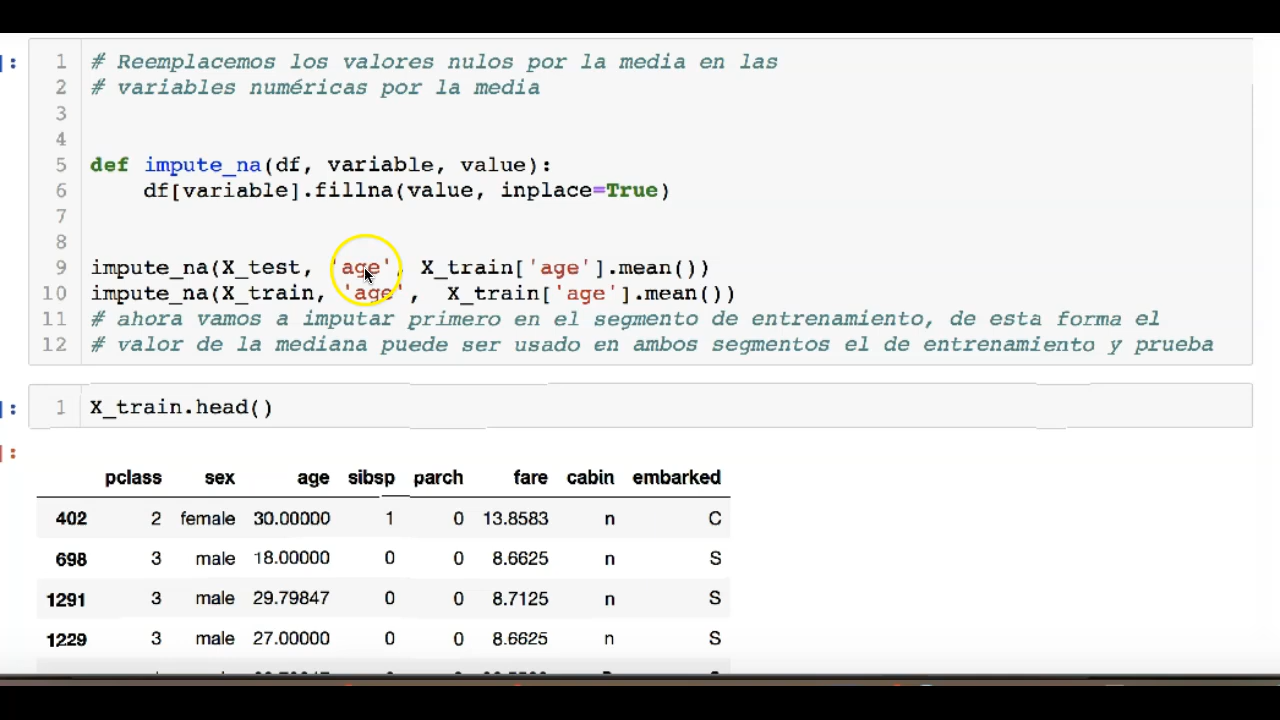 ]: 1 # Reemplacemos los valores nulos por la media en las
2 # variables numéricas por la media
3
4
5 def impute_na(df, variable, value):
6 df[variable].fillna(value, inplace=True)
7
8
9 impute_na(X_test, 'age', X_train['age'].mean())
10 impute_na(X_train, 'age', X_train['age'].mean())
11 # ahora vamos a imputar primero en el segmento de entrenamiento, de esta forma el
12 # valor de la mediana puede ser usado en ambos segmentos el de entrenamiento y prueba
]: 1 X_train.head()
]:
pclass sex age sibsp parch fare cabin embarked
402 2 female 30.00000 1 0 13.8583 n C
698 3 male 18.00000 0 0 8.6625 n S
1291 3 male 29.79847 0 0 8.7125 n S
1229 3 male 27.00000 0 0 8.6625 n S